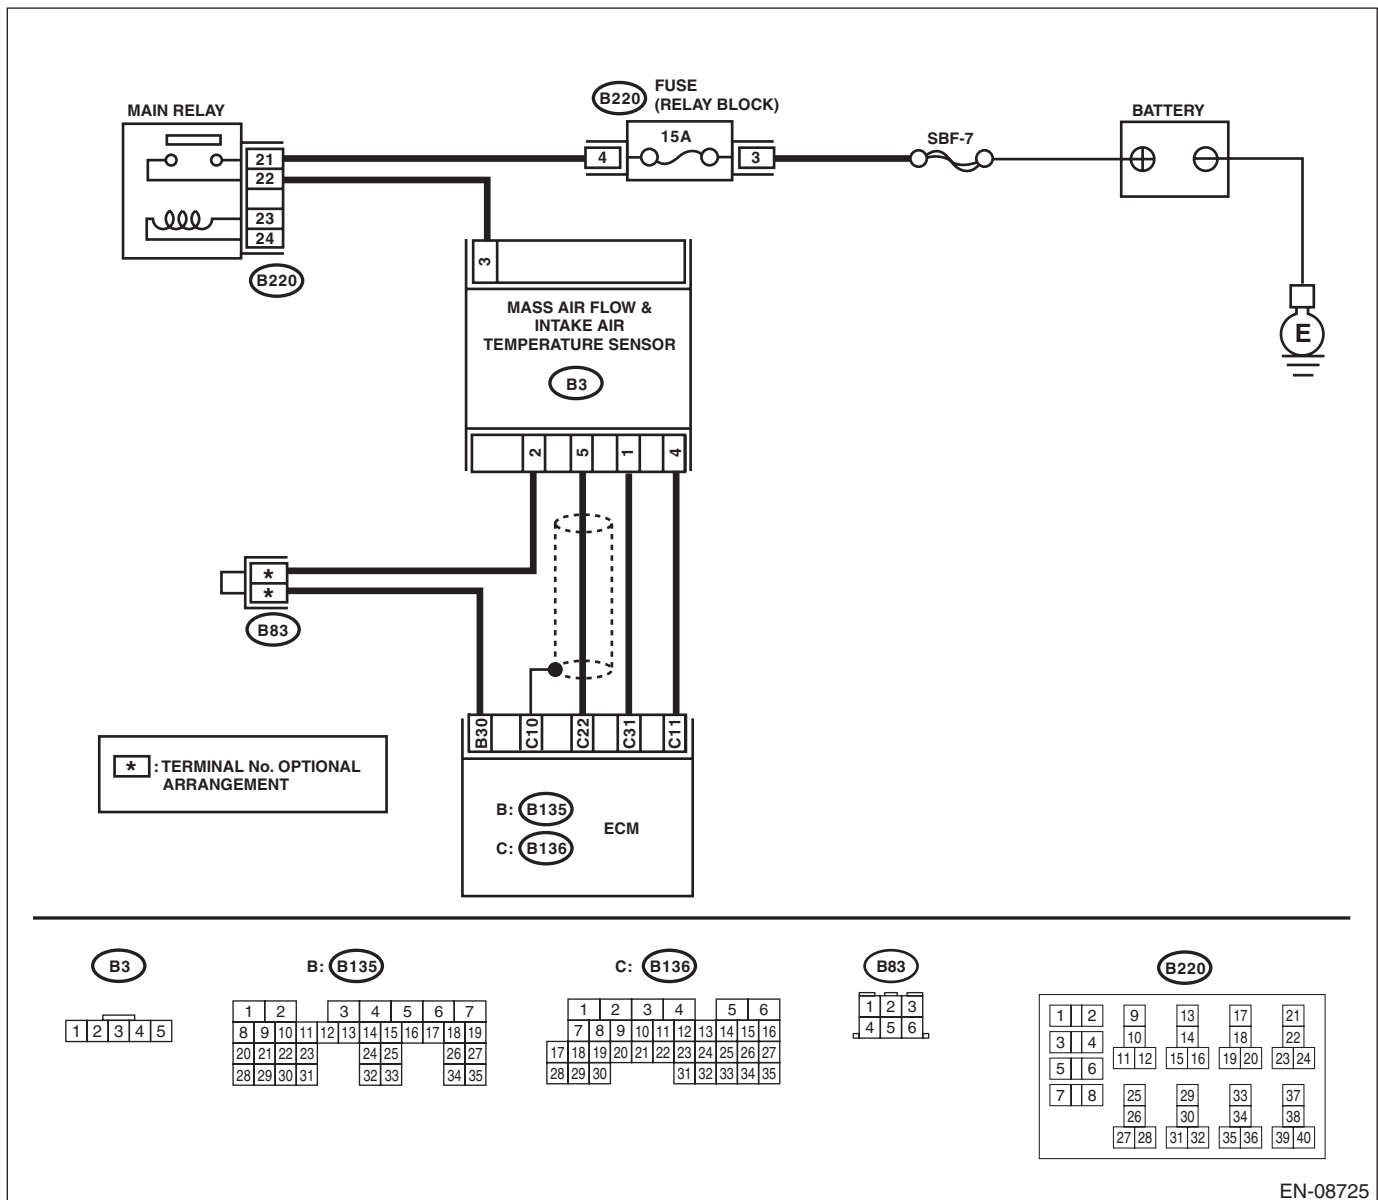 FUSE
(RELAY BLOCK)
B220
MAIN RELAY
BATTERY
15A
SBF-7
21
4
3
22
23
24
B220
3
MASS AIR FLOW &
INTAKE AIR
TEMPERATURE SENSOR
E
B3
2 5 1 4
*
*
B83
B30 C10 C22 C31 C11
* : TERMINAL No. OPTIONAL
ARRANGEMENT
B: B135
ECM
C: B136
B3
1 2 3 4 5
B: B135
1 2 3 4 5 6 7
8 9 10 11 12 13 14 15 16 17 18 19
20 21 22 23 24 25 26 27
28 29 30 31 32 33 34 35
C: B136
1 2 3 4 5 6
7 8 9 10 11 12 13 14 15 16
17 18 19 20 21 22 23 24 25 26 27
28 29 30 31 32 33 34 35
B83
1 2 3
4 5 6
B220
1 2 9 13 17 21
3 4 10 14 18 22
5 6 11 12 15 16 19 20 23 24
7 8 25 29 33 37
26 30 34 38
27 28 31 32 35 36 39 40
EN-08725